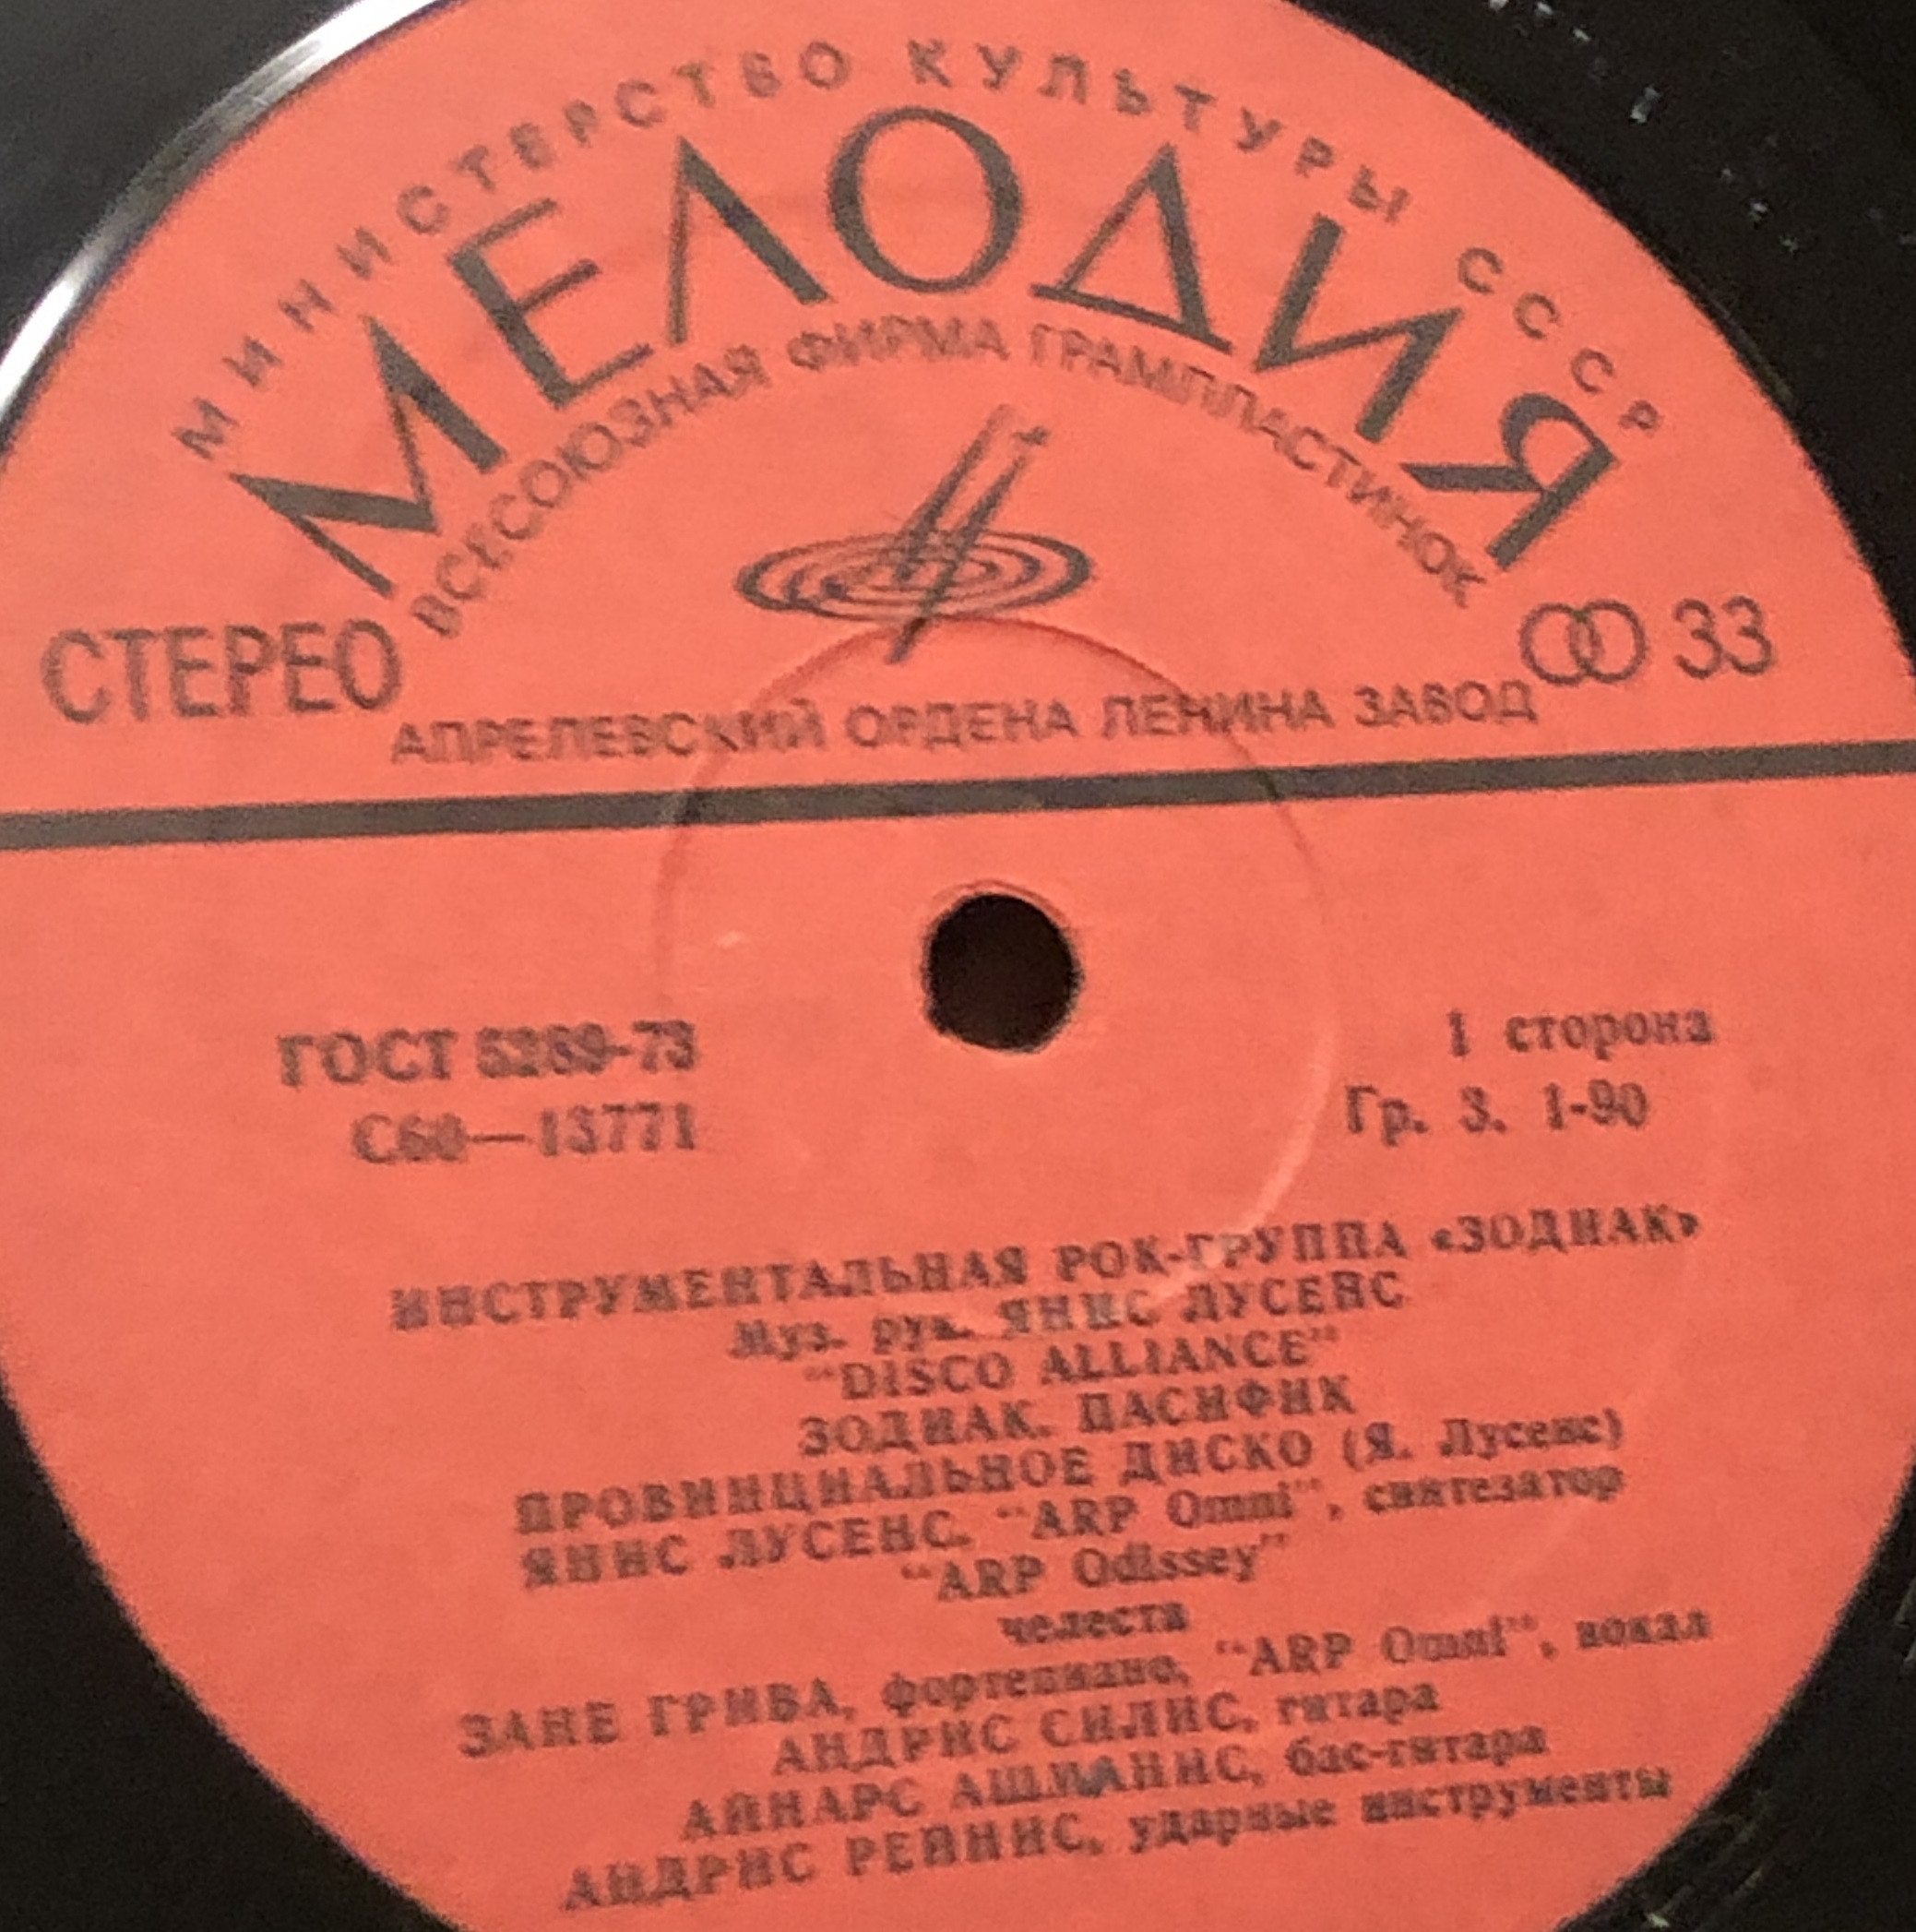 МИНИСТЕРСТВО КУЛЬТУРЫ СССР
МЕЛОДИЯ
ВСЕСОЮЗНАЯ ФИРМА ГРАМПЛАСТИНОК
СТЕРЕО
33
АПРЕЛЕВСКИЙ ОРДЕНА ЛЕНИНА ЗАВОД
ГОСТ 5289-73
1 сторона
С60—13771
Гр. 3. 1-90
ИНСТРУМЕНТАЛЬНАЯ РОК-ГРУППА «ЗОДИАК»
Муз. рук. ЯНИС ЛУСЕНС
“DISCO ALLIANCE”
ЗОДИАК. ПАСИФИК
ПРОВИНЦИАЛЬНОЕ ДИСКО (Я. Лусенс)
ЯНИС ЛУСЕНС, “ARP Omni”, синтезатор
“ARP Odissey”
челеста
ЗАНЕ ГРИВА, фортепиано, “ARP Omni”, вокал
АНДРИС СИЛИС, гитара
АЙНАРС АШМАНИС, бас-гитара
АНДРИС РЕЙНИС, ударные инструменты